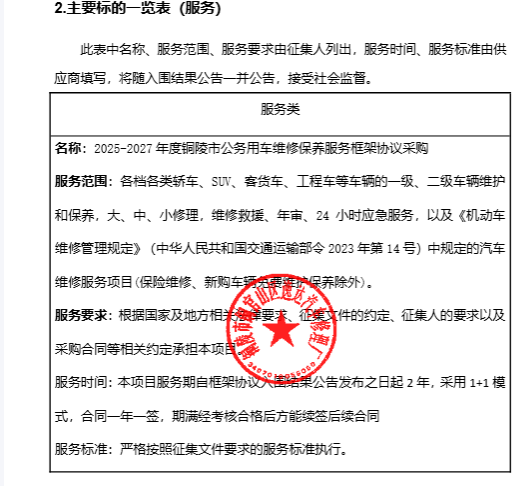 2.主要标的一览表（服务）
此表中名称、服务范围、服务要求由征集人列出，服务时间、服务标准由供
应商填写，将随入围结果公告一并公告，接受社会监督。
服务类
名称：2025-2027年度铜陵市公务用车维修保养服务框架协议采购
服务范围：各档各类轿车、SUV、客货车、工程车等车辆的一级、二级车辆维护
和保养，大、中、小修理，维修救援、年审、24 小时应急服务，以及《机动车
维修管理规定》（中华人民共和国交通运输部令 2023 年第 14 号）中规定的汽车
维修服务项目(保险维修、新购车辆免费维护保养除外)。
服务要求：根据国家及地方相关法律要求、征集文件的约定、征集人的要求以及
采购合同等相关约定承担本项目
服务时间：本项目服务期自框架协议入围结果公告发布之日起 2 年，采用 1+1 模
式，合同一年一签，期满经考核合格后方能续签后续合同
服务标准：严格按照征集文件要求的服务标准执行。